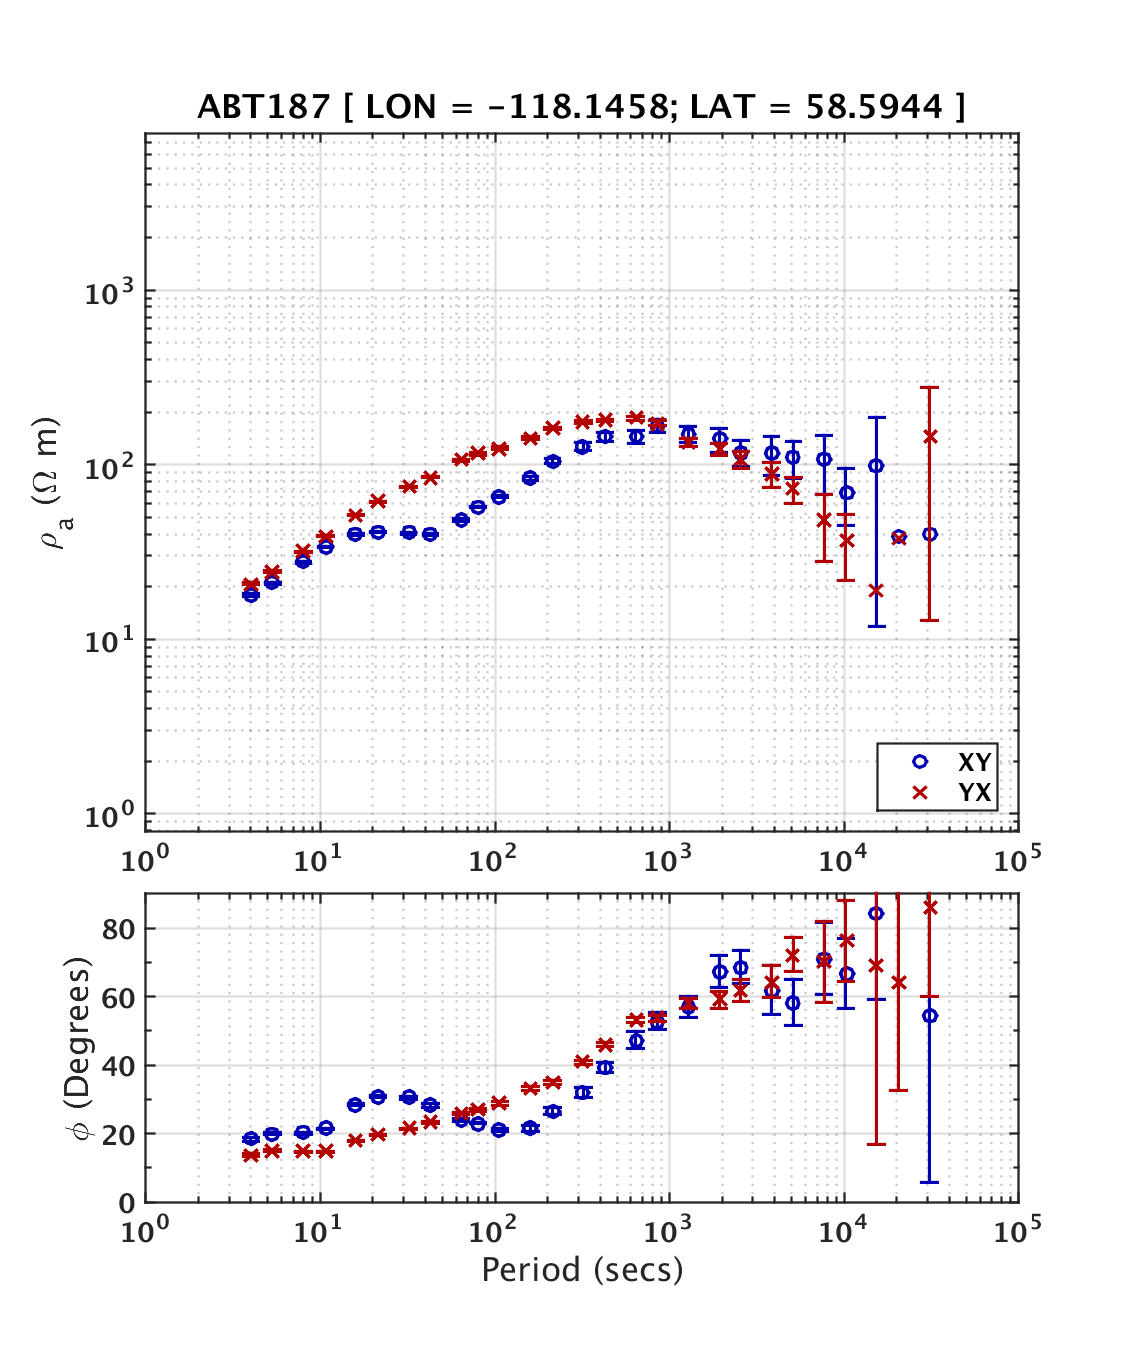 ABT187 [ LON = -118.1458; LAT = 58.5944 ]
10³
10²
10¹
10⁰
ρa (Ω m)
XY
YX
10⁰ 10¹ 10² 10³ 10⁴ 10⁵
80
60
40
20
0
ϕ (Degrees)
10⁰ 10¹ 10² 10³ 10⁴ 10⁵
Period (secs)